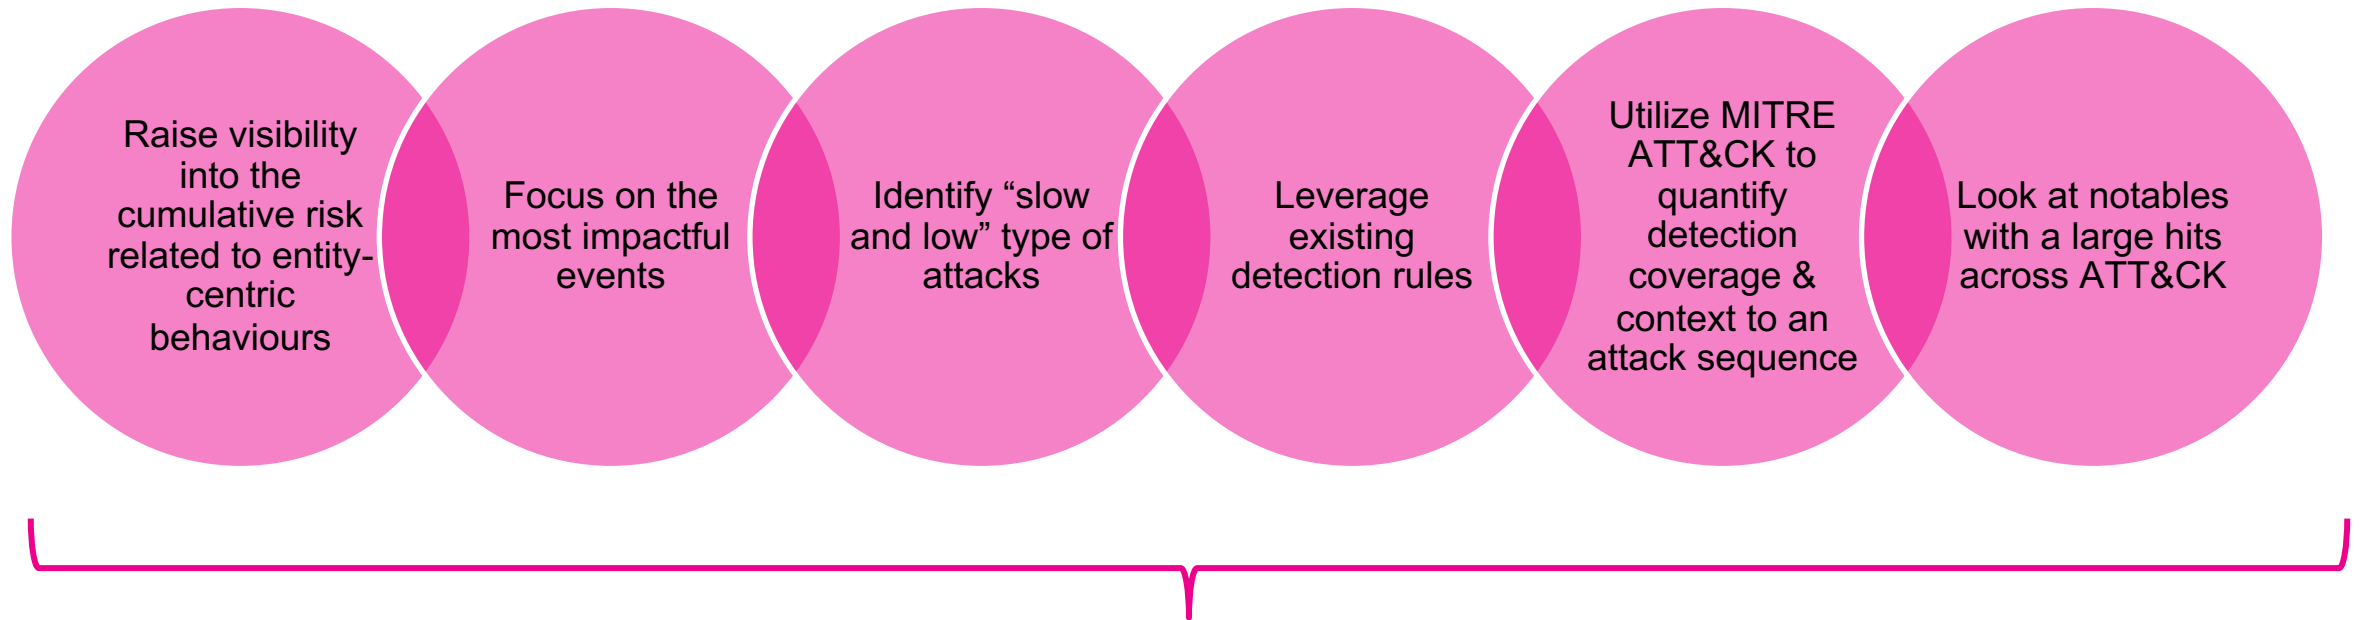 Raise visibility
into the
cumulative risk
related to entity-
centric
behaviours
Focus on the
most impactful
events
Identify “slow
and low” type of
attacks
Leverage
existing
detection rules
Utilize MITRE
ATT&CK to
quantify
detection
coverage &
context to an
attack sequence
Look at notables
with a large hits
across ATT&CK